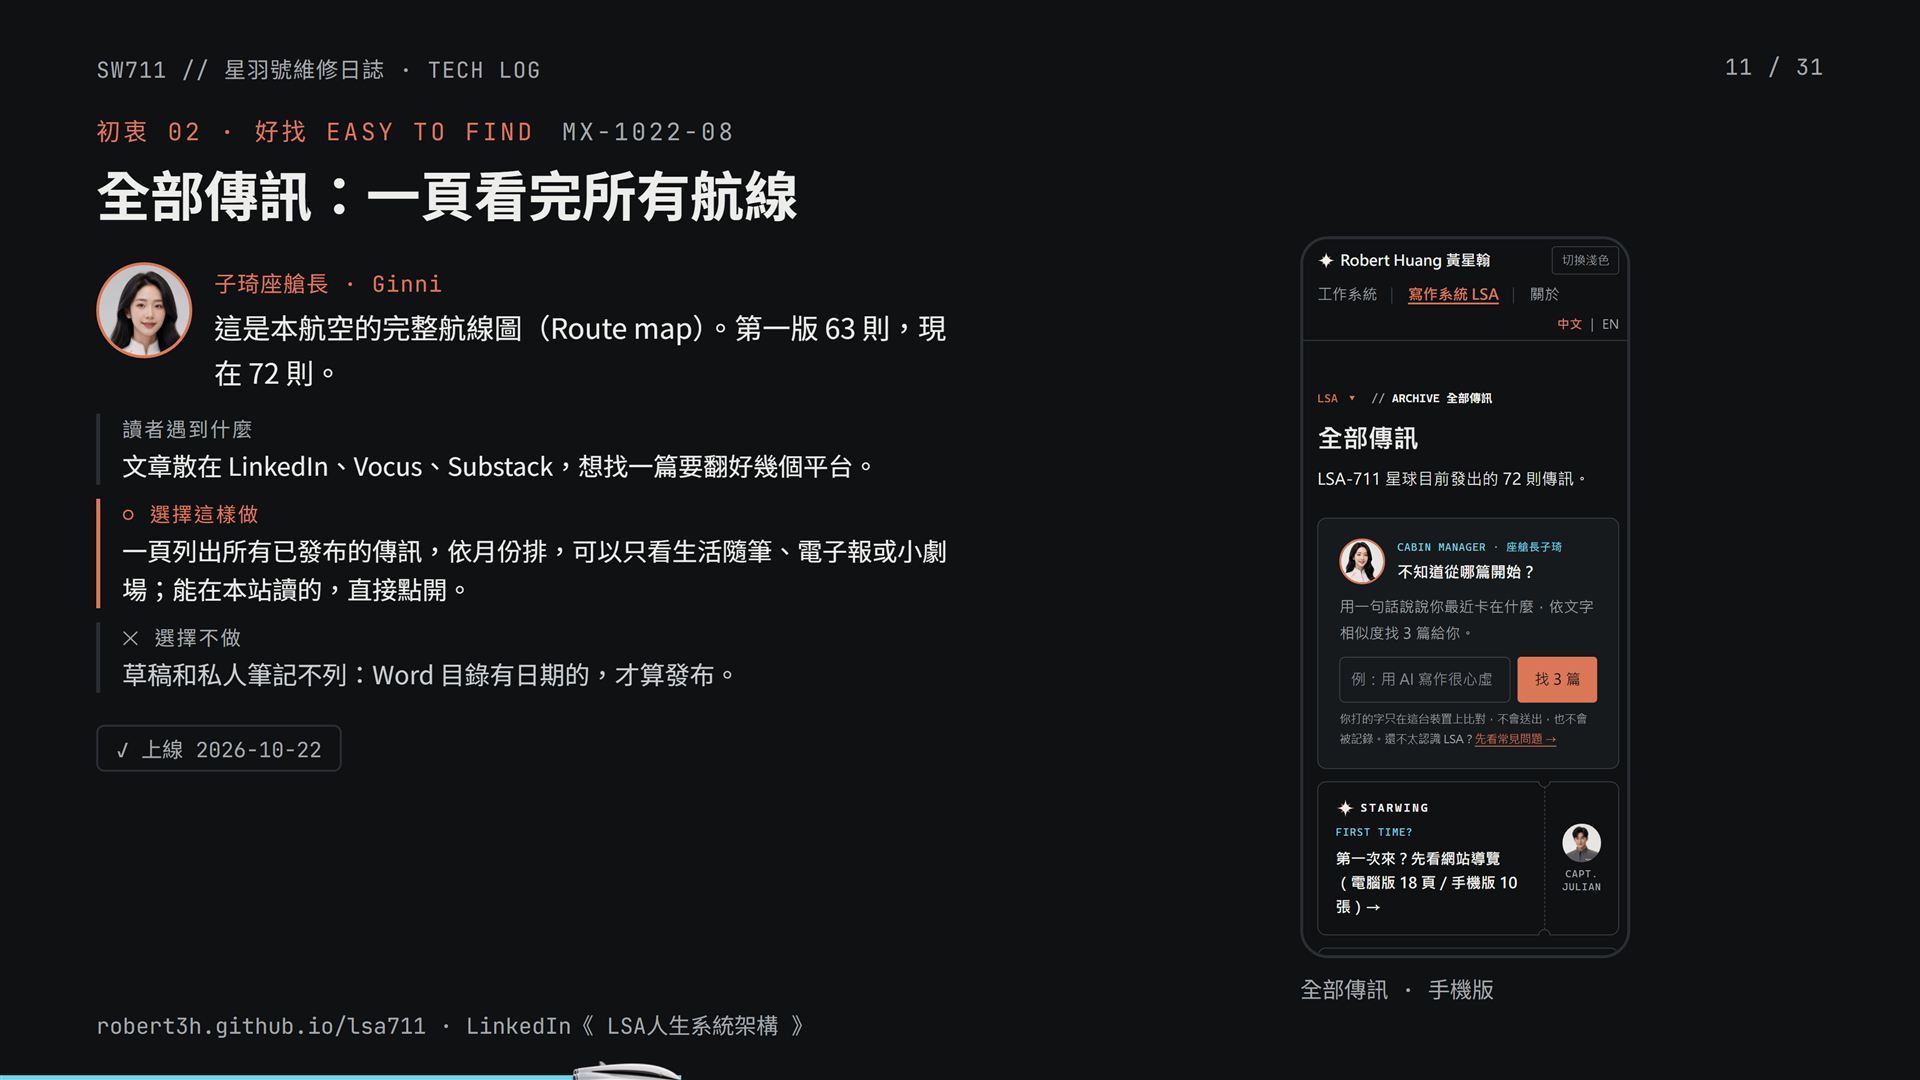 SW711 // 星羽號維修日誌 · TECH LOG
11 / 31
初衷 02 · 好找 EASY TO FIND MX-1022-08
全部傳訊：一頁看完所有航線
子琦座艙長 · Ginni
這是本航空的完整航線圖（Route map）。第一版 63 則，現
在 72 則。
讀者遇到什麼
文章散在 LinkedIn、Vocus、Substack，想找一篇要翻好幾個平台。
○ 選擇這樣做
一頁列出所有已發布的傳訊，依月份排，可以只看生活隨筆、電子報或小劇
場；能在本站讀的，直接點開。
× 選擇不做
草稿和私人筆記不列：Word 目錄有日期的，才算發布。
✓ 上線 2026-10-22
robert3h.github.io/lsa711 · LinkedIn《 LSA人生系統架構 》
Robert Huang 黃星翰
切換淺色
工作系統 | 寫作系統 LSA | 關於
中文 | EN
LSA ▼ // ARCHIVE 全部傳訊
全部傳訊
LSA-711 星球目前發出的 72 則傳訊。
CABIN MANAGER · 座艙長子琦
不知道從哪篇開始？
用一句話說說你最近卡在什麼，依文字
相似度找 3 篇給你。
例：用 AI 寫作很心虛
找 3 篇
你打的字只在這台裝置上比對，不會送出，也不會
被記錄。還不太認識 LSA？先看常見問題 →
STARWING
FIRST TIME?
第一次來？先看網站導覽
（電腦版 18 頁 / 手機版 10
張）→
CAPT.
JULIAN
全部傳訊 · 手機版